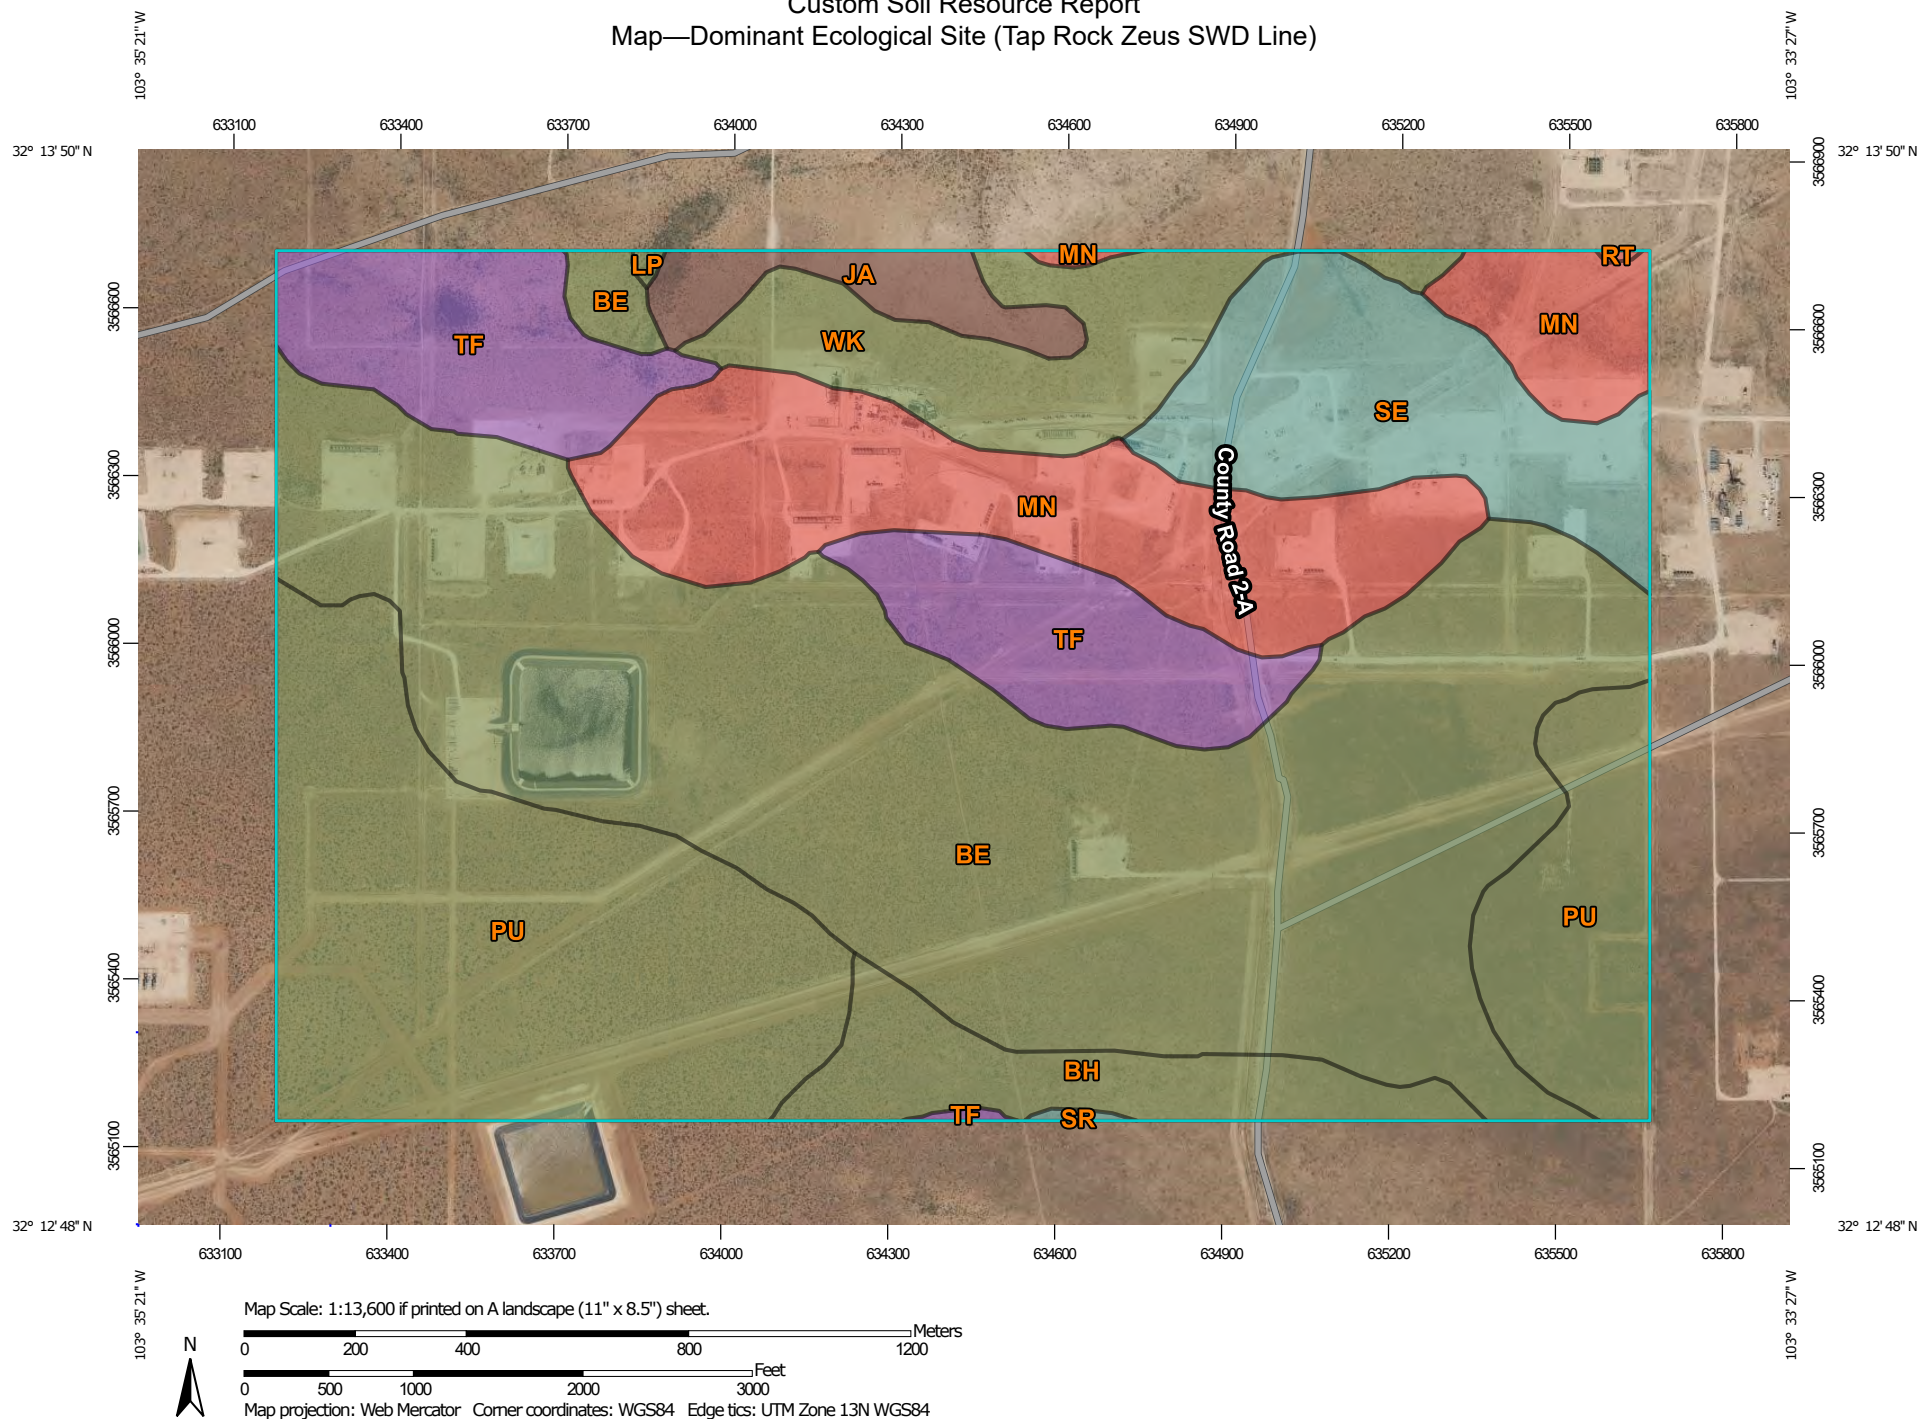 Custom Soil Resource Report
Map—Dominant Ecological Site (Tap Rock Zeus SWD Line)
103° 35' 21" W
103° 33' 27" W
633100 633400 633700 634000 634300 634600 634900 635200 635500 635800
32° 13' 50" N
32° 13' 50" N
3566900
3566600
3566600
3566300
3566300
3566000
3566000
3565700
3565700
3565400
3565400
3565100
3565100
LP
MN
RT
JA
BE
MN
WK
TF
SE
County Road 2-A
MN
TF
BE
PU
PU
BH
TF
SR
32° 12' 48" N
32° 12' 48" N
633100 633400 633700 634000 634300 634600 634900 635200 635500 635800
103° 35' 21" W
103° 33' 27" W
Map Scale: 1:13,600 if printed on A landscape (11" x 8.5") sheet.
N
Meters
0 200 400 800 1200
Feet
0 500 1000 2000 3000
Map projection: Web Mercator Corner coordinates: WGS84 Edge tics: UTM Zone 13N WGS84